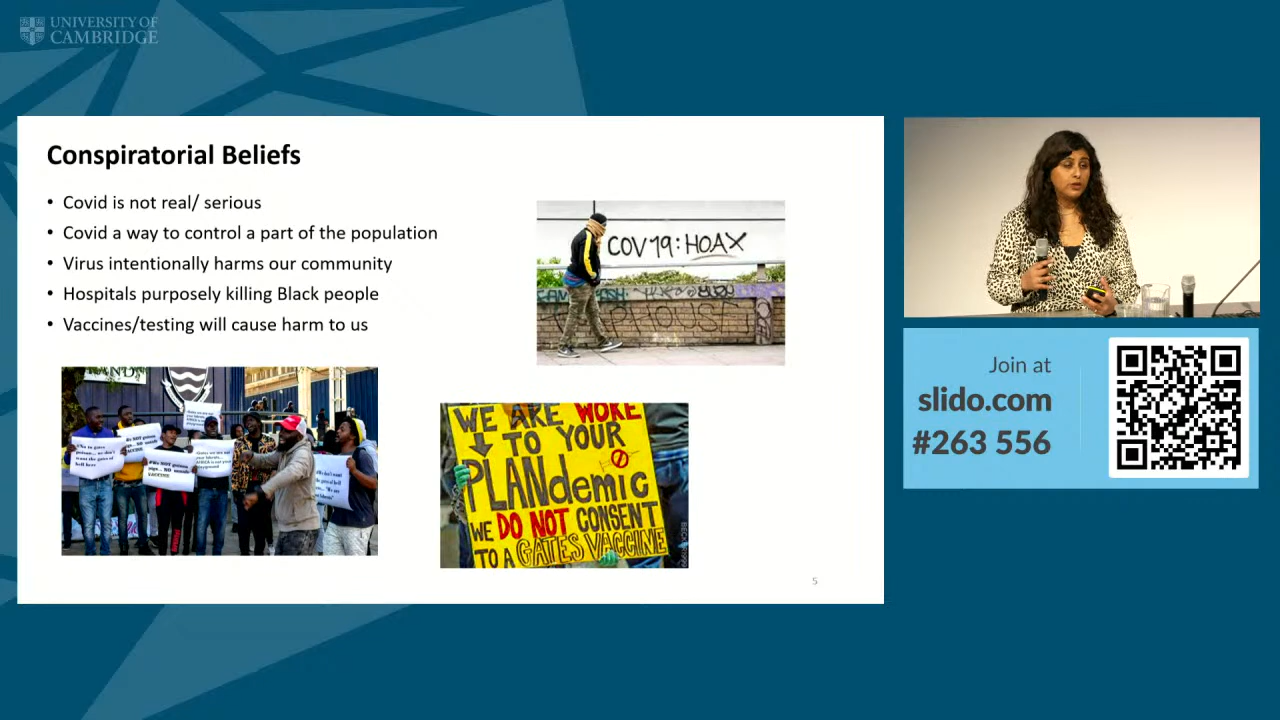 UNIVERSITY OF
CAMBRIDGE
Conspiratorial Beliefs
• Covid is not real/ serious
• Covid a way to control a part of the population
• Virus intentionally harms our community
• Hospitals purposely killing Black people
• Vaccines/testing will cause harm to us
COV19: HOAX
WE ARE WOKE
TO YOUR
PLANdemic
WE DO NOT CONSENT
TO A GATES VACCINE
5
Join at
slido.com
#263 556